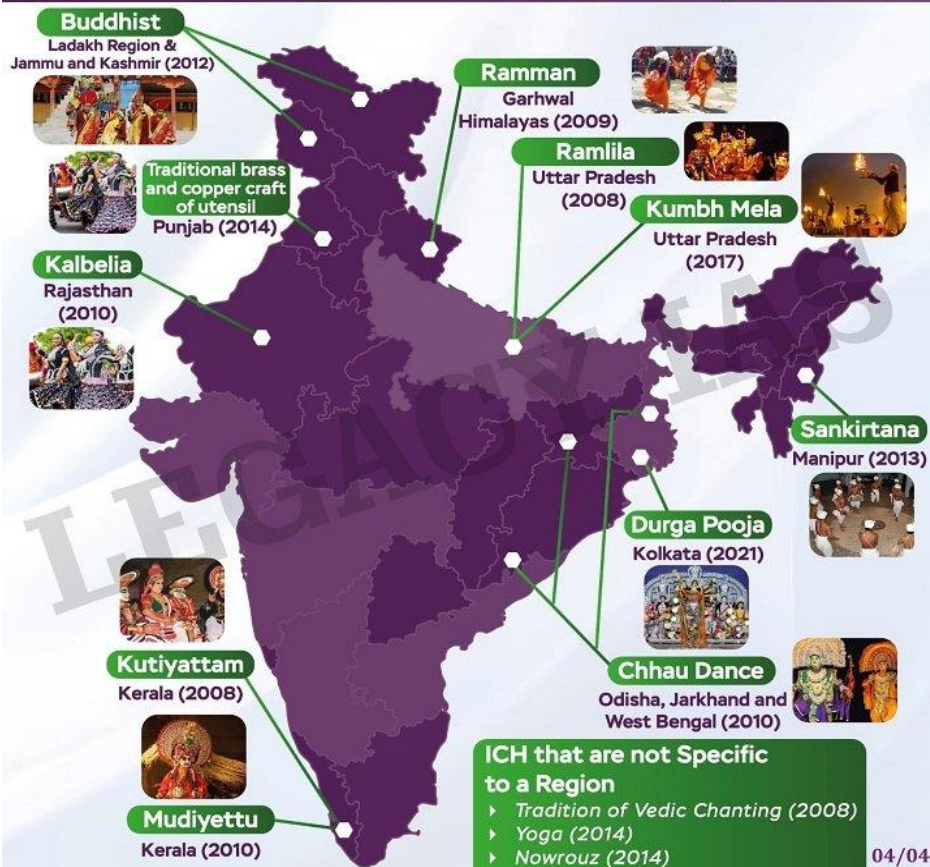 Buddhist
Ladakh Region &
Jammu and Kashmir (2012)
Ramman
Garhwal
Himalayas (2009)
Ramlila
Uttar Pradesh
(2008)
Kumbh Mela
Uttar Pradesh
(2017)
Traditional brass
and copper craft
of utensil
Punjab (2014)
Kalbelia
Rajasthan
(2010)
Sankirtana
Manipur (2013)
Durga Pooja
Kolkata (2021)
Kutiyattam
Kerala (2008)
Chhau Dance
Odisha, Jarkhand and
West Bengal (2010)
Mudiyettu
Kerala (2010)
ICH that are not Specific
to a Region
‣ Tradition of Vedic Chanting (2008)
‣ Yoga (2014)
‣ Nowrouz (2014)
04/04
LEGACY IAS